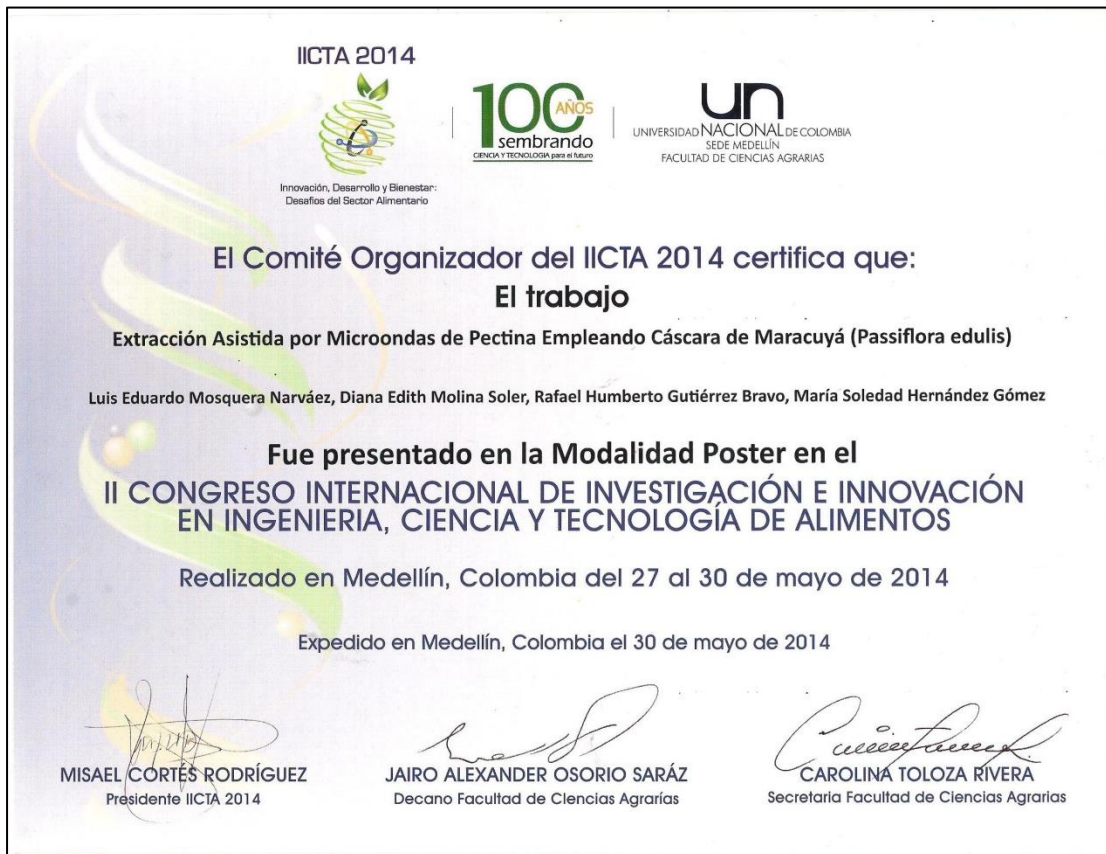 IICTA 2014
Innovación, Desarrollo y Bienestar:
Desafíos del Sector Alimentario
100 AÑOS
sembrando
CIENCIA Y TECNOLOGIA para el futuro
un
UNIVERSIDAD NACIONAL DE COLOMBIA
SEDE MEDELLÍN
FACULTAD DE CIENCIAS AGRARIAS
El Comité Organizador del IICTA 2014 certifica que:
El trabajo
Extracción Asistida por Microondas de Pectina Empleando Cáscara de Maracuyá (Passiflora edulis)
Luis Eduardo Mosquera Narváez, Diana Edith Molina Soler, Rafael Humberto Gutiérrez Bravo, María Soledad Hernández Gómez
Fue presentado en la Modalidad Poster en el
II CONGRESO INTERNACIONAL DE INVESTIGACIÓN E INNOVACIÓN
EN INGENIERIA, CIENCIA Y TECNOLOGÍA DE ALIMENTOS
Realizado en Medellín, Colombia del 27 al 30 de mayo de 2014
Expedido en Medellín, Colombia el 30 de mayo de 2014
MISAEL CORTÉS RODRÍGUEZ
Presidente IICTA 2014
JAIRO ALEXANDER OSORIO SARÁZ
Decano Facultad de Ciencias Agrarías
CAROLINA TOLOZA RIVERA
Secretaria Facultad de Ciencias Agrarias